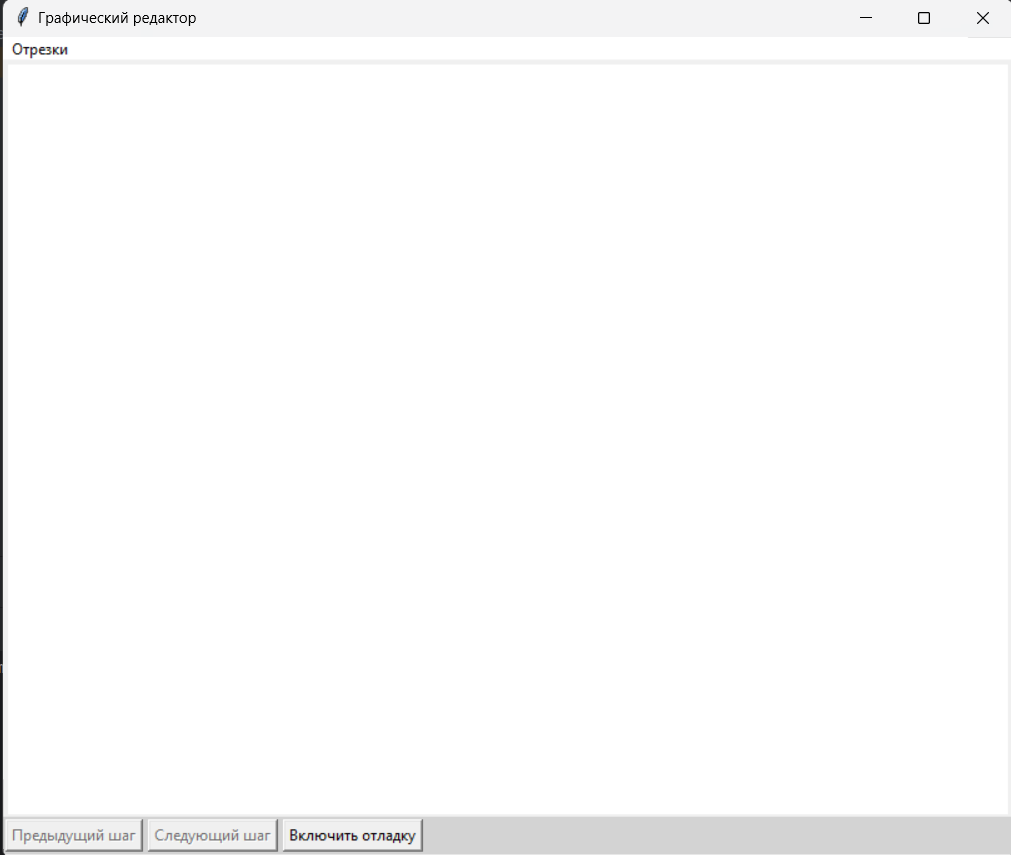 Графический редактор
Отрезки
Предыдущий шаг Следующий шаг Включить отладку